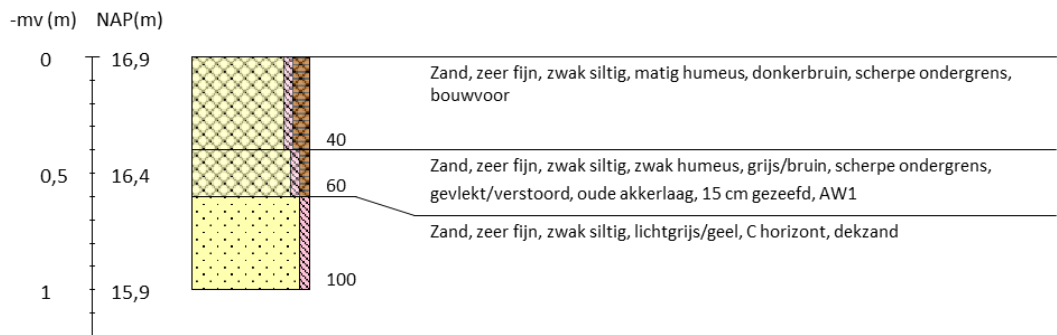 -mv (m) NAP(m)
0 16,9
Zand, zeer fijn, zwak siltig, matig humeus, donkerbruin, scherpe ondergrens,
bouwvoor
40
Zand, zeer fijn, zwak siltig, zwak humeus, grijs/bruin, scherpe ondergrens,
0,5 16,4
gevlekt/verstoord, oude akkerlaag, 15 cm gezeefd, AW1
60
Zand, zeer fijn, zwak siltig, lichtgrijs/geel, C horizont, dekzand
100
1 15,9